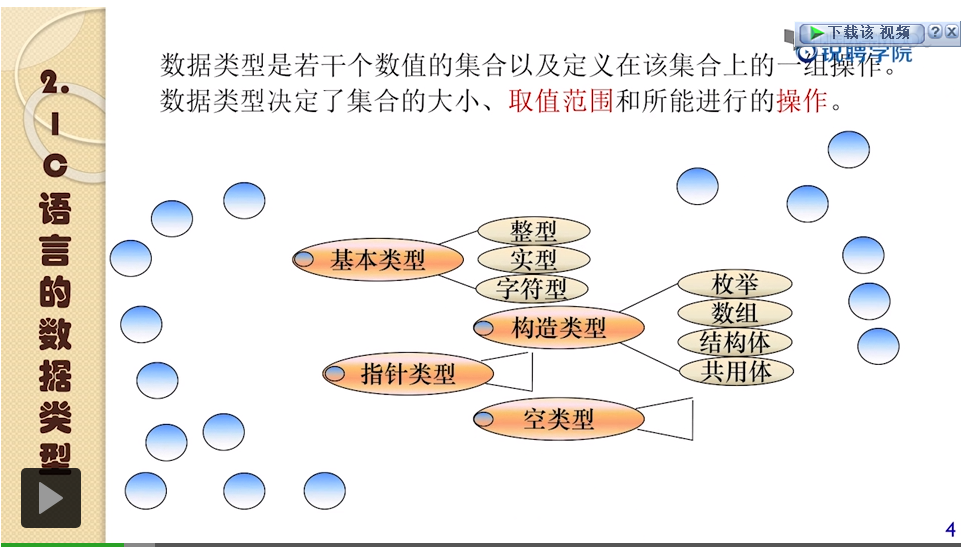 下载该 视频
锐聘学院
数据类型是若干个数值的集合以及定义在该集合上的一组操作。
数据类型决定了集合的大小、取值范围和所能进行的操作。
2.1C语言的数据类型
基本类型
整型
实型
字符型
构造类型
枚举
数组
结构体
共用体
指针类型
空类型
4